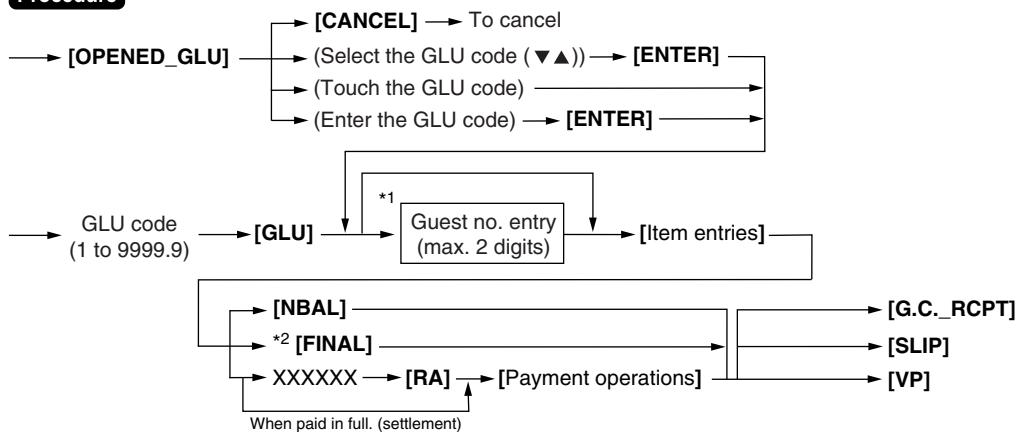 Procedure
[CANCEL] To cancel
[OPENED_GLU] (Select the GLU code (▼▲)) [ENTER]
(Touch the GLU code)
(Enter the GLU code) [ENTER]
*1
GLU code
(1 to 9999.9)
[GLU]
Guest no. entry
(max. 2 digits)
[Item entries]
[NBAL]
*2 [FINAL]
XXXXXX [RA] [Payment operations]
When paid in full. (settlement)
[G.C._RCPT]
[SLIP]
[VP]